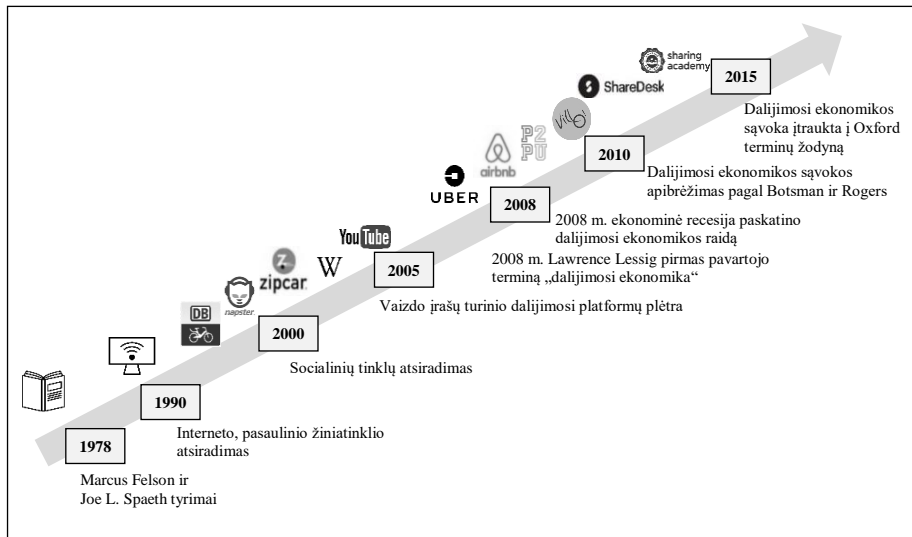 sharing
academy
2015
ShareDesk
Dalijimosi ekonomikos
sąvoka įtraukta į Oxford
terminų žodyną
Villo!
2010
P2
PU
airbnb
Dalijimosi ekonomikos sąvokos
apibrėžimas pagal Botsman ir Rogers
UBER
2008
2008 m. ekonominė recesija paskatino
dalijimosi ekonomikos raidą
2008 m. Lawrence Lessig pirmas pavartojo
terminą „dalijimosi ekonomika“
YouTube
W
2005
Vaizdo įrašų turinio dalijimosi platformų plėtra
Z
zipcar
napster
DB
2000
Socialinių tinklų atsiradimas
1990
Interneto, pasaulinio žiniatinklio
atsiradimas
1978
Marcus Felson ir
Joe L. Spaeth tyrimai